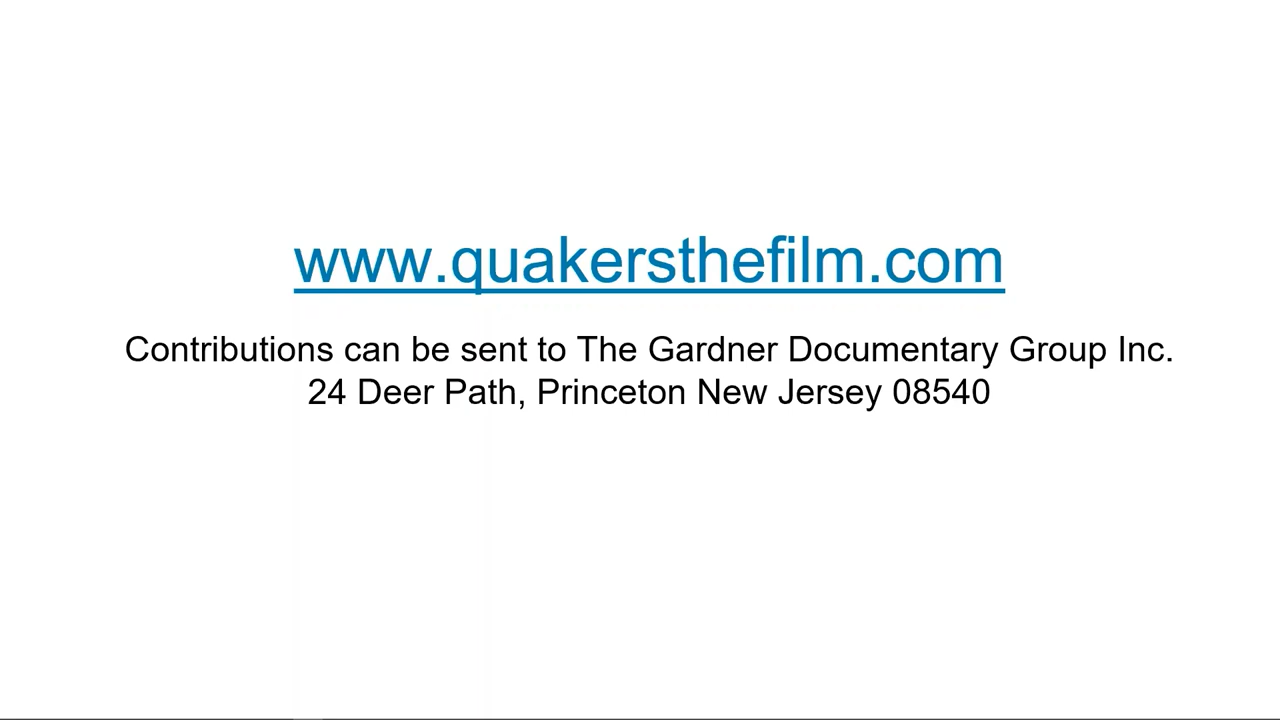 www.quakersthefilm.com
Contributions can be sent to The Gardner Documentary Group Inc.
24 Deer Path, Princeton New Jersey 08540